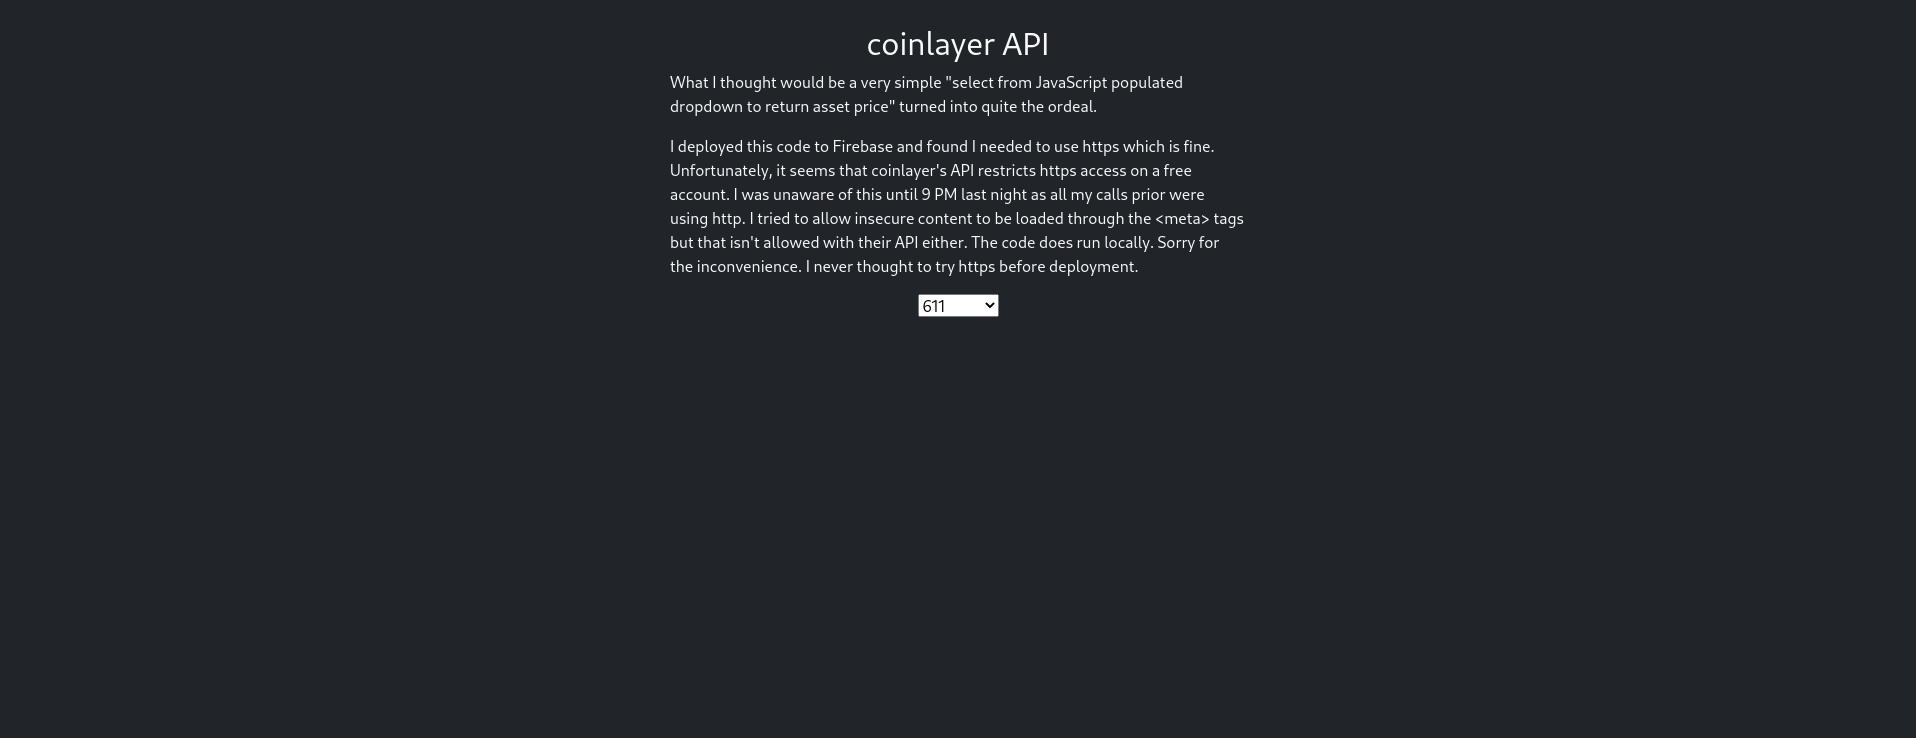 coinlayer API
What I thought would be a very simple "select from JavaScript populated
dropdown to return asset price" turned into quite the ordeal.
I deployed this code to Firebase and found I needed to use https which is fine.
Unfortunately, it seems that coinlayer's API restricts https access on a free
account. I was unaware of this until 9 PM last night as all my calls prior were
using http. I tried to allow insecure content to be loaded through the <meta> tags
but that isn't allowed with their API either. The code does run locally. Sorry for
the inconvenience. I never thought to try https before deployment.
611